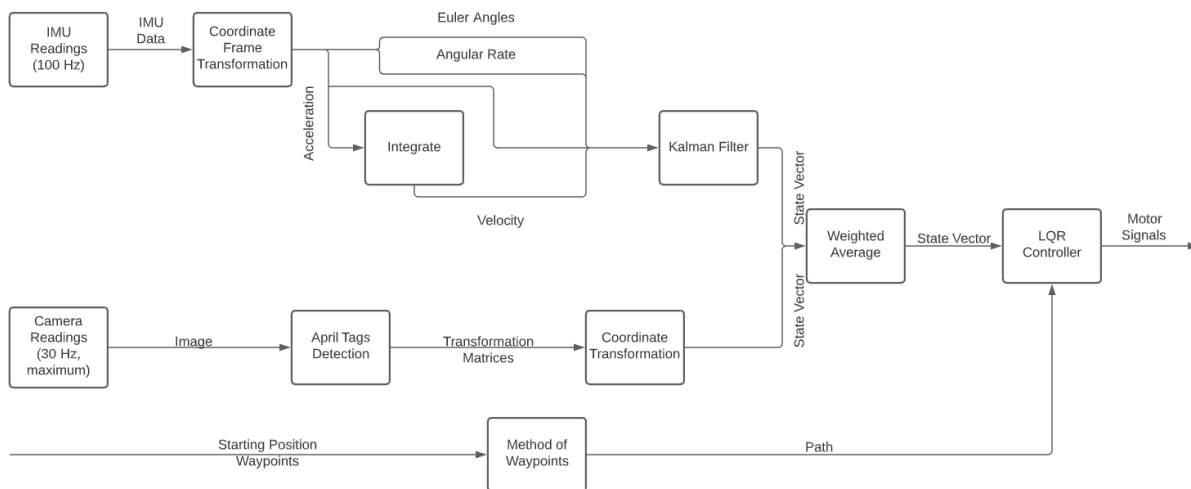 IMU
Readings
(100 Hz)
IMU
Data
Coordinate
Frame
Transformation
Euler Angles
Angular Rate
Acceleration
Integrate
Velocity
Kalman Filter
State Vector
Weighted
Average
State Vector
LQR
Controller
Motor
Signals
Camera
Readings
(30 Hz,
maximum)
Image
April Tags
Detection
Transformation
Matrices
Coordinate
Transformation
State Vector
Starting Position
Waypoints
Method of
Waypoints
Path